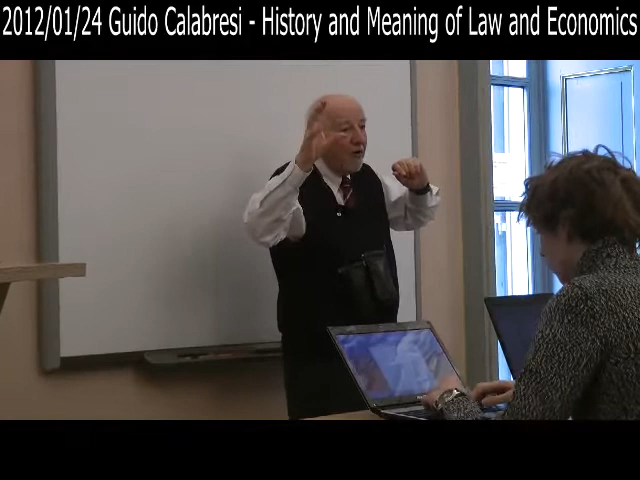 2012/01/24 Guido Calabresi - History and Meaning of Law and Economics